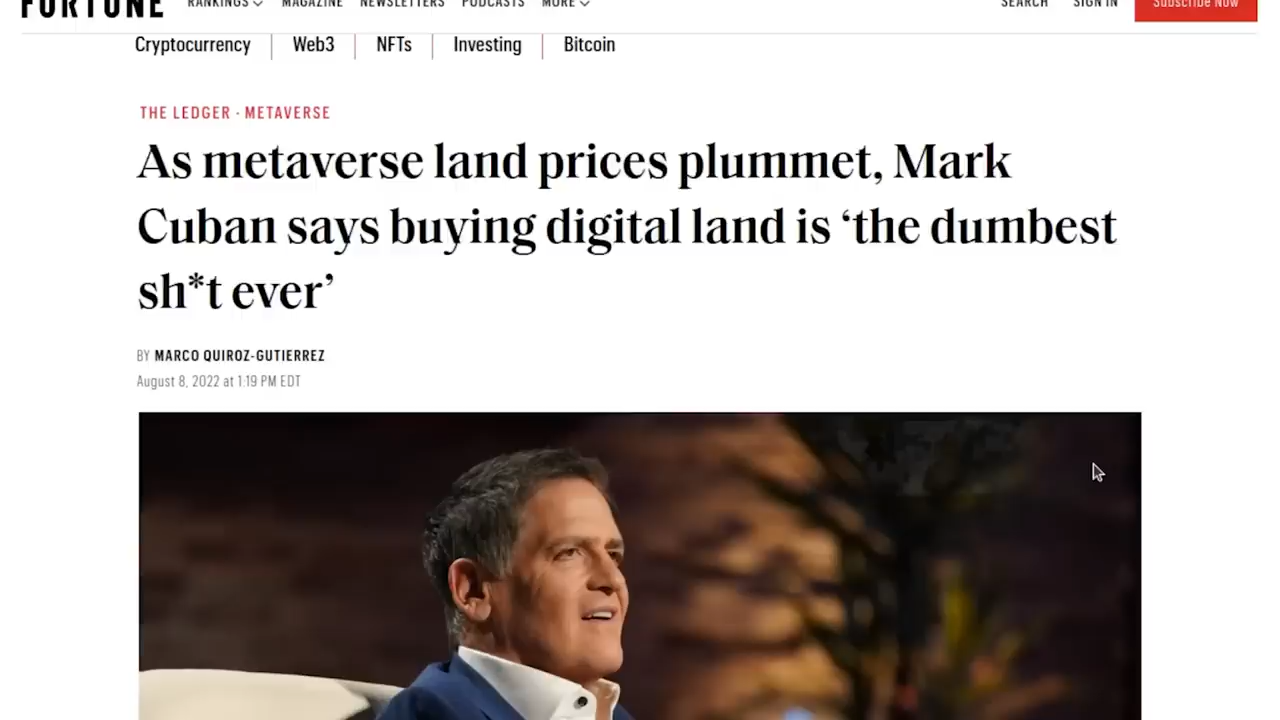 FORTUNE RANKINGS MAGAZINE NEWSLETTERS PODCASTS MORE SEARCH SIGN IN Subscribe Now
Cryptocurrency Web3 NFTs Investing Bitcoin
THE LEDGER · METAVERSE
As metaverse land prices plummet, Mark
Cuban says buying digital land is ‘the dumbest
sh*t ever’
BY MARCO QUIROZ-GUTIERREZ
August 8, 2022 at 1:19 PM EDT